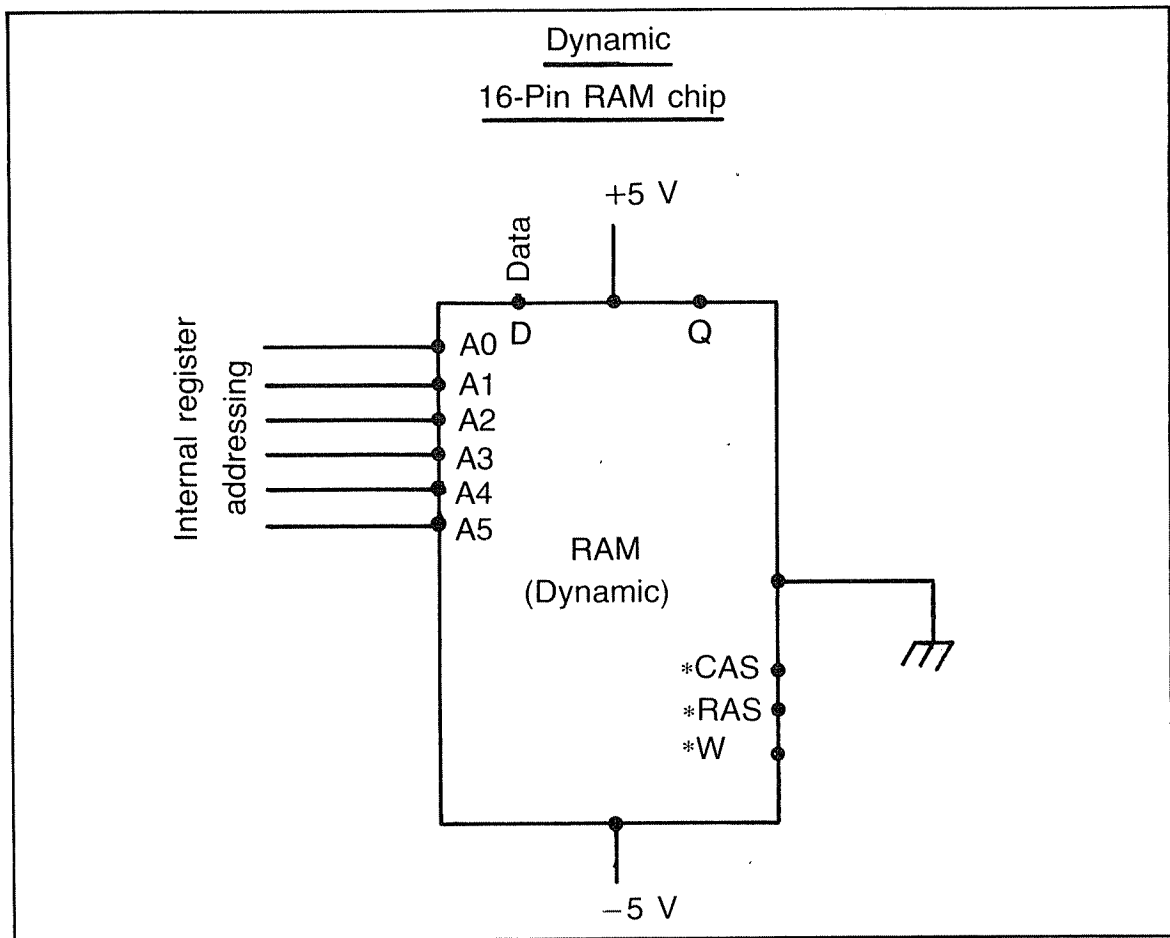 Dynamic
16-Pin RAM chip
+5 V
Data
D
Q
Internal register
addressing
A0
A1
A2
A3
A4
A5
RAM
(Dynamic)
*CAS
*RAS
*W
−5 V